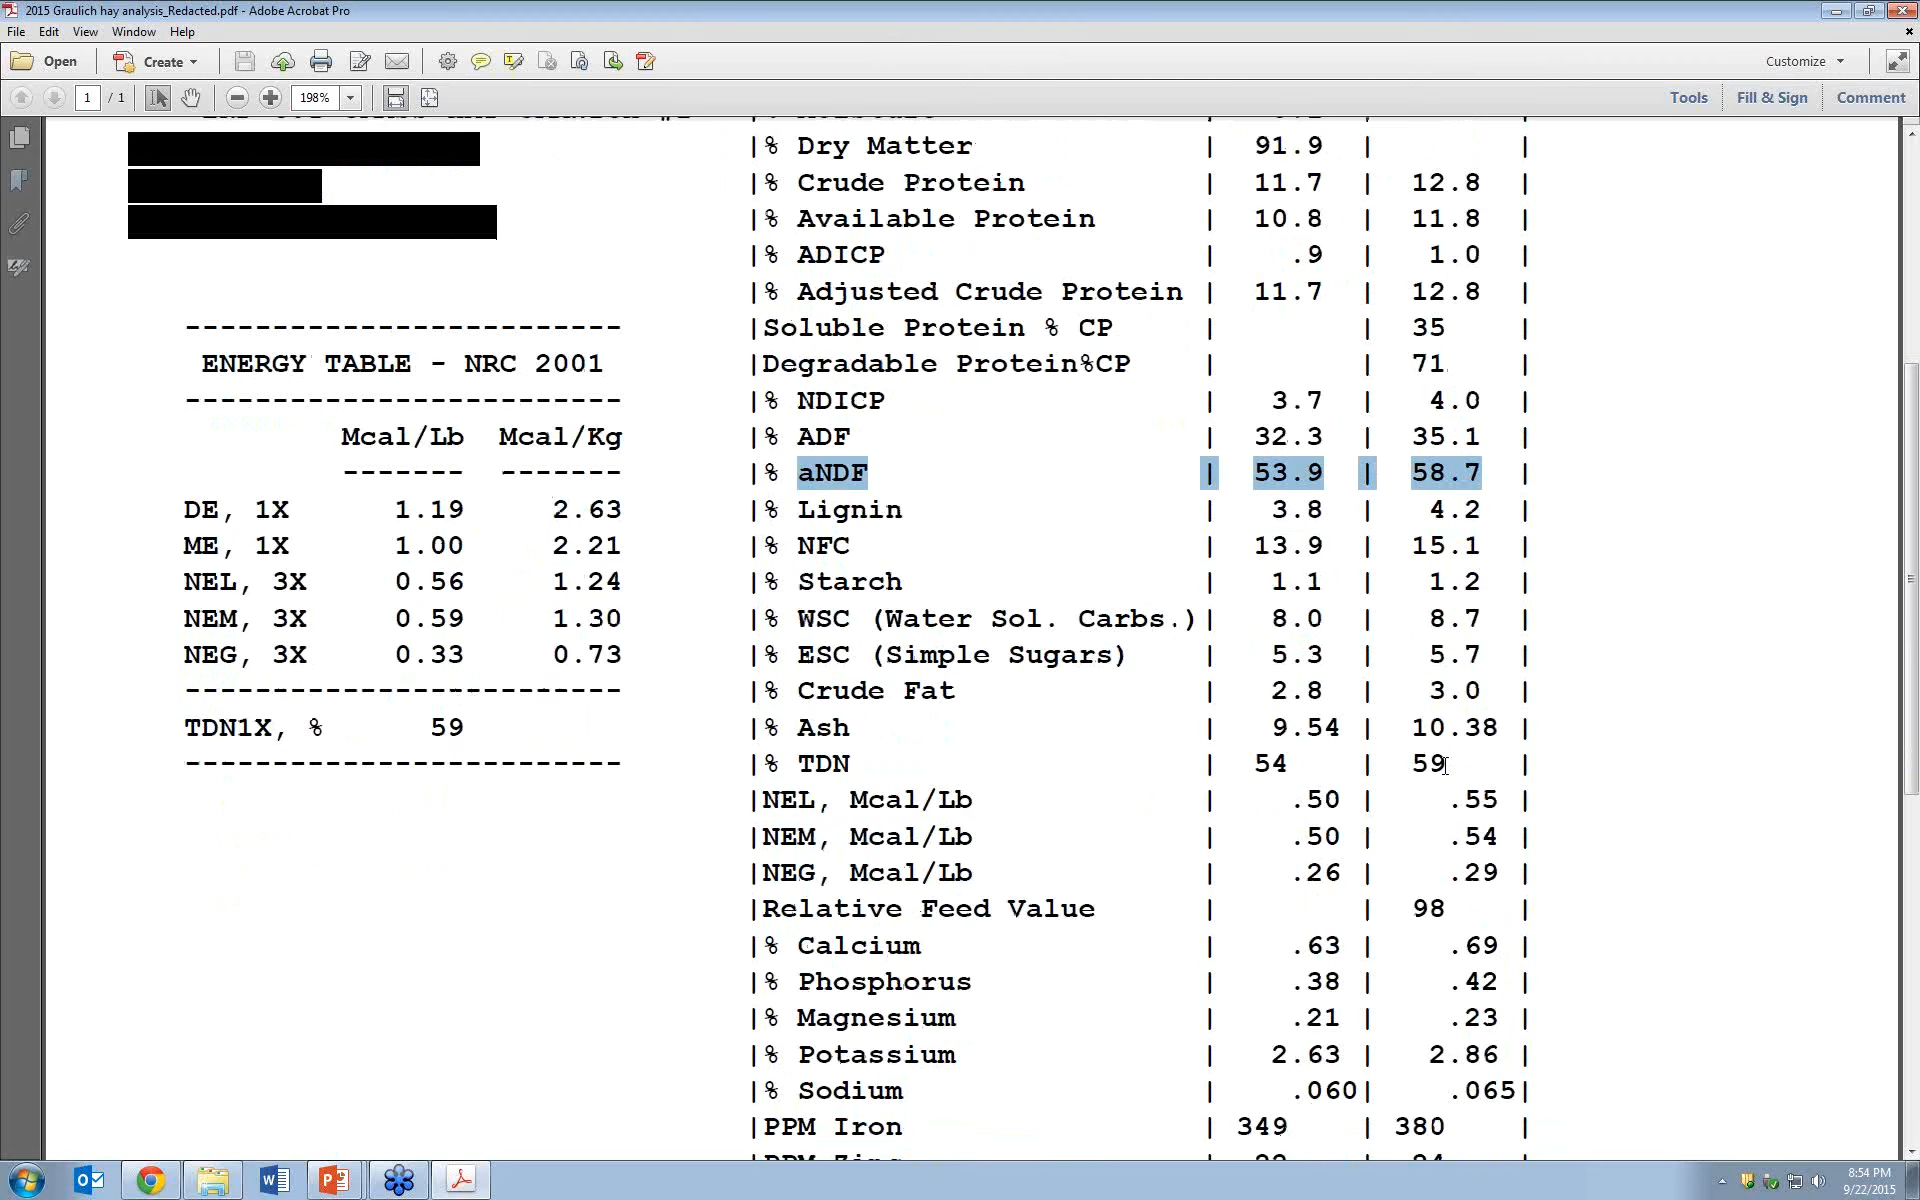 2015 Graulich hay analysis_Redacted.pdf - Adobe Acrobat Pro
File Edit View Window Help
Open Create Customize
1 / 1 198% Tools Fill & Sign Comment
|% Dry Matter | 91.9 | |
|% Crude Protein | 11.7 | 12.8 |
|% Available Protein | 10.8 | 11.8 |
|% ADICP | .9 | 1.0 |
|% Adjusted Crude Protein | 11.7 | 12.8 |
|Soluble Protein % CP | | 35 |
|Degradable Protein%CP | | 71 |
|% NDICP | 3.7 | 4.0 |
|% ADF | 32.3 | 35.1 |
|% aNDF | 53.9 | 58.7 |
|% Lignin | 3.8 | 4.2 |
|% NFC | 13.9 | 15.1 |
|% Starch | 1.1 | 1.2 |
|% WSC (Water Sol. Carbs.)| 8.0 | 8.7 |
|% ESC (Simple Sugars) | 5.3 | 5.7 |
|% Crude Fat | 2.8 | 3.0 |
|% Ash | 9.54 | 10.38 |
|% TDN | 54 | 59 |
|NEL, Mcal/Lb | .50 | .55 |
|NEM, Mcal/Lb | .50 | .54 |
|NEG, Mcal/Lb | .26 | .29 |
|Relative Feed Value | | 98 |
|% Calcium | .63 | .69 |
|% Phosphorus | .38 | .42 |
|% Magnesium | .21 | .23 |
|% Potassium | 2.63 | 2.86 |
|% Sodium | .060| .065|
|PPM Iron | 349 | 380 |
-------------------------
ENERGY TABLE - NRC 2001
-------------------------
Mcal/Lb Mcal/Kg
------- -------
DE, 1X 1.19 2.63
ME, 1X 1.00 2.21
NEL, 3X 0.56 1.24
NEM, 3X 0.59 1.30
NEG, 3X 0.33 0.73
-------------------------
TDN1X, % 59
-------------------------
8:54 PM
9/22/2015